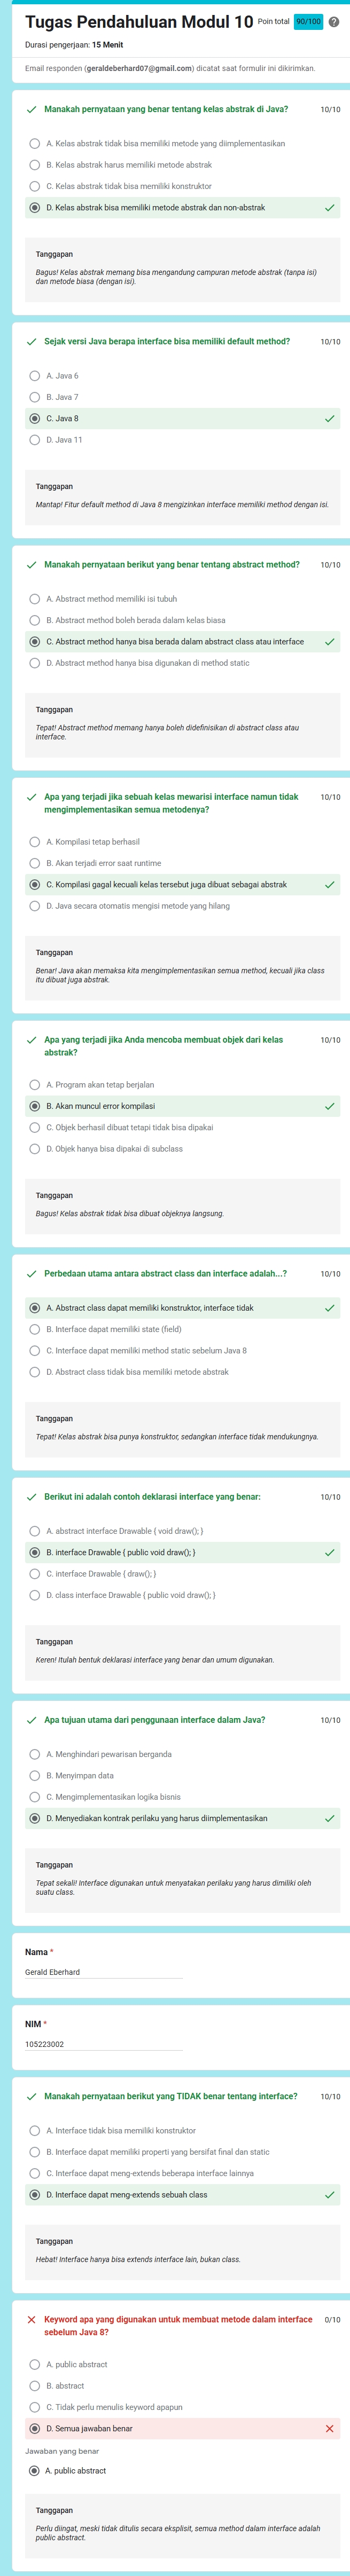 Tugas Pendahuluan Modul 10 Poin total 90/100
Durasi pengerjaan: 15 Menit
Email responden (geraldeberhard07@gmail.com) dicatat saat formulir ini dikirimkan.
Manakah pernyataan yang benar tentang kelas abstrak di Java? 10/10
A. Kelas abstrak tidak bisa memiliki metode yang diimplementasikan
B. Kelas abstrak harus memiliki metode abstrak
C. Kelas abstrak tidak bisa memiliki konstruktor
D. Kelas abstrak bisa memiliki metode abstrak dan non-abstrak
Tanggapan
Bagus! Kelas abstrak memang bisa mengandung campuran metode abstrak (tanpa isi)
dan metode biasa (dengan isi).
Sejak versi Java berapa interface bisa memiliki default method? 10/10
A. Java 6
B. Java 7
C. Java 8
D. Java 11
Tanggapan
Mantap! Fitur default method di Java 8 mengizinkan interface memiliki method dengan isi.
Manakah pernyataan berikut yang benar tentang abstract method? 10/10
A. Abstract method memiliki isi tubuh
B. Abstract method boleh berada dalam kelas biasa
C. Abstract method hanya bisa berada dalam abstract class atau interface
D. Abstract method hanya bisa digunakan di method static
Tanggapan
Tepat! Abstract method memang hanya boleh didefinisikan di abstract class atau
interface.
Apa yang terjadi jika sebuah kelas mewarisi interface namun tidak 10/10
mengimplementasikan semua metodenya?
A. Kompilasi tetap berhasil
B. Akan terjadi error saat runtime
C. Kompilasi gagal kecuali kelas tersebut juga dibuat sebagai abstrak
D. Java secara otomatis mengisi metode yang hilang
Tanggapan
Benar! Java akan memaksa kita mengimplementasikan semua method, kecuali jika class
itu dibuat juga abstrak.
Apa yang terjadi jika Anda mencoba membuat objek dari kelas 10/10
abstrak?
A. Program akan tetap berjalan
B. Akan muncul error kompilasi
C. Objek berhasil dibuat tetapi tidak bisa dipakai
D. Objek hanya bisa dipakai di subclass
Tanggapan
Bagus! Kelas abstrak tidak bisa dibuat objeknya langsung.
Perbedaan utama antara abstract class dan interface adalah...? 10/10
A. Abstract class dapat memiliki konstruktor, interface tidak
B. Interface dapat memiliki state (field)
C. Interface dapat memiliki method static sebelum Java 8
D. Abstract class tidak bisa memiliki metode abstrak
Tanggapan
Tepat! Kelas abstrak bisa punya konstruktor, sedangkan interface tidak mendukungnya.
Berikut ini adalah contoh deklarasi interface yang benar: 10/10
A. abstract interface Drawable { void draw(); }
B. interface Drawable { public void draw(); }
C. interface Drawable { draw(); }
D. class interface Drawable { public void draw(); }
Tanggapan
Keren! Itulah bentuk deklarasi interface yang benar dan umum digunakan.
Apa tujuan utama dari penggunaan interface dalam Java? 10/10
A. Menghindari pewarisan berganda
B. Menyimpan data
C. Mengimplementasikan logika bisnis
D. Menyediakan kontrak perilaku yang harus diimplementasikan
Tanggapan
Tepat sekali! Interface digunakan untuk menyatakan perilaku yang harus dimiliki oleh
suatu class.
Nama *
Gerald Eberhard
NIM *
105223002
Manakah pernyataan berikut yang TIDAK benar tentang interface? 10/10
A. Interface tidak bisa memiliki konstruktor
B. Interface dapat memiliki properti yang bersifat final dan static
C. Interface dapat meng-extends beberapa interface lainnya
D. Interface dapat meng-extends sebuah class
Tanggapan
Hebat! Interface hanya bisa extends interface lain, bukan class.
Keyword apa yang digunakan untuk membuat metode dalam interface 0/10
sebelum Java 8?
A. public abstract
B. abstract
C. Tidak perlu menulis keyword apapun
D. Semua jawaban benar
Jawaban yang benar
A. public abstract
Tanggapan
Perlu diingat, meski tidak ditulis secara eksplisit, semua method dalam interface adalah
public abstract.